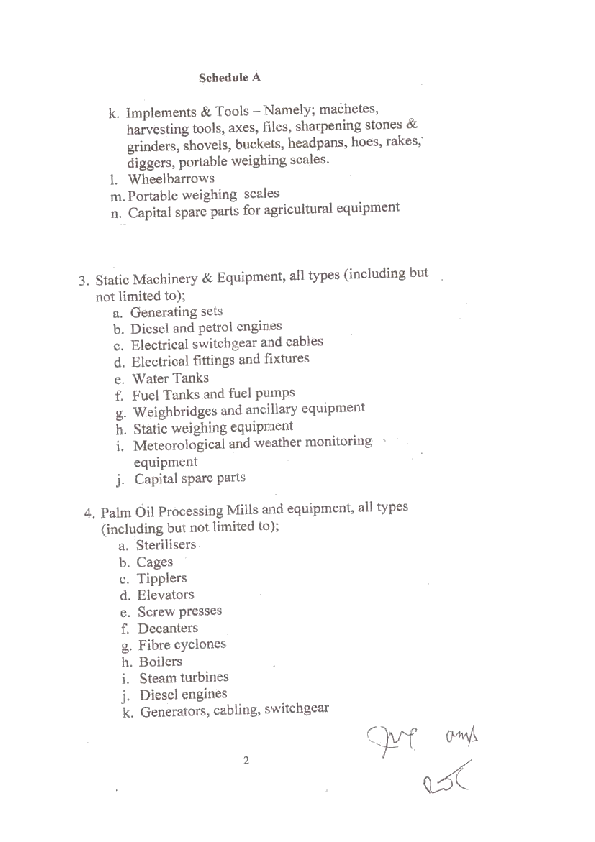 Schedule A
k. Implements & Tools – Namely; machetes,
harvesting tools, axes, files, sharpening stones &
grinders, shovels, buckets, headpans, hoes, rakes,
diggers, portable weighing scales.
l. Wheelbarrows
m. Portable weighing scales
n. Capital spare parts for agricultural equipment
3. Static Machinery & Equipment, all types (including but
not limited to);
a. Generating sets
b. Diesel and petrol engines
c. Electrical switchgear and cables
d. Electrical fittings and fixtures
e. Water Tanks
f. Fuel Tanks and fuel pumps
g. Weighbridges and ancillary equipment
h. Static weighing equipment
i. Meteorological and weather monitoring
equipment
j. Capital spare parts
4. Palm Oil Processing Mills and equipment, all types
(including but not limited to);
a. Sterilisers
b. Cages
c. Tipplers
d. Elevators
e. Screw presses
f. Decanters
g. Fibre cyclones
h. Boilers
i. Steam turbines
j. Diesel engines
k. Generators, cabling, switchgear
2